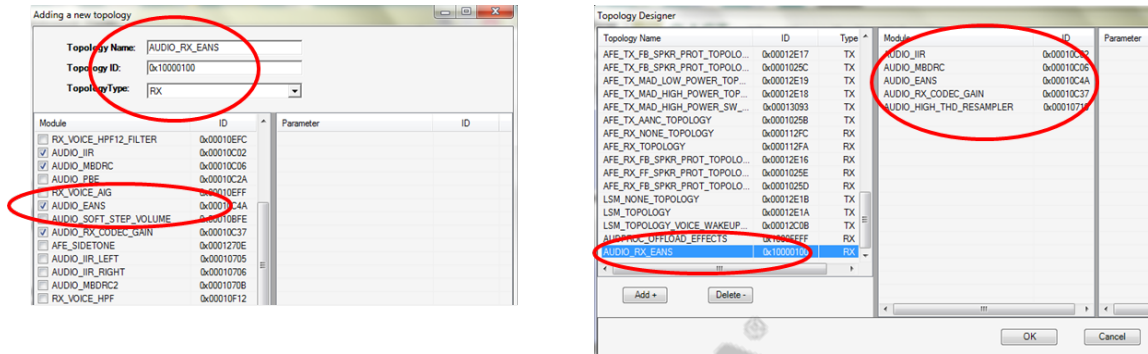 Adding a new topology
Topology Name: AUDIO_RX_EANS
Topology ID: 0x10000100
TopologyType: RX
Module ID Parameter ID
RX_VOICE_HPF12_FILTER 0x00010EFC
AUDIO_IIR 0x00010C02
AUDIO_MBDRC 0x00010C06
AUDIO_PBE 0x00010C2A
RX_VOICE_AIG 0x00010EFF
AUDIO_EANS 0x00010C4A
AUDIO_SOFT_STEP_VOLUME 0x00010BFE
AUDIO_RX_CODEC_GAIN 0x00010C37
AFE_SIDETONE 0x0001270E
AUDIO_IIR_LEFT 0x00010705
AUDIO_IIR_RIGHT 0x00010706
AUDIO_MBDRC2 0x0001070B
RX_VOICE_HPF 0x00010F12
Topology Designer
Topology Name ID Type
AFE_TX_FB_SPKR_PROT_TOPOLO... 0x00012E17 TX
AFE_TX_FB_SPKR_PROT_TOPOLO... 0x0001025C TX
AFE_TX_MAD_LOW_POWER_TOP... 0x00012E19 TX
AFE_TX_MAD_HIGH_POWER_TOP... 0x00012E18 TX
AFE_TX_MAD_HIGH_POWER_SW_... 0x00013093 TX
AFE_TX_AANC_TOPOLOGY 0x0001025B TX
AFE_RX_NONE_TOPOLOGY 0x000112FC RX
AFE_RX_TOPOLOGY 0x000112FA RX
AFE_RX_FB_SPKR_PROT_TOPOLO... 0x00012E16 RX
AFE_RX_FF_SPKR_PROT_TOPOLO... 0x0001025E RX
AFE_RX_FB_SPKR_PROT_TOPOLO... 0x0001025D RX
LSM_NONE_TOPOLOGY 0x00012E1B TX
LSM_TOPOLOGY 0x00012E1A TX
LSM_TOPOLOGY_VOICE_WAKEUP... 0x00012C0B TX
AUDPROC_OFFLOAD_EFFECTS RX
AUDIO_RX_EANS 0x10000100 RX
Add +
Delete -
Module ID Parameter
AUDIO_IIR 0x00010C02
AUDIO_MBDRC 0x00010C06
AUDIO_EANS 0x00010C4A
AUDIO_RX_CODEC_GAIN 0x00010C37
AUDIO_HIGH_THD_RESAMPLER
OK
Cancel